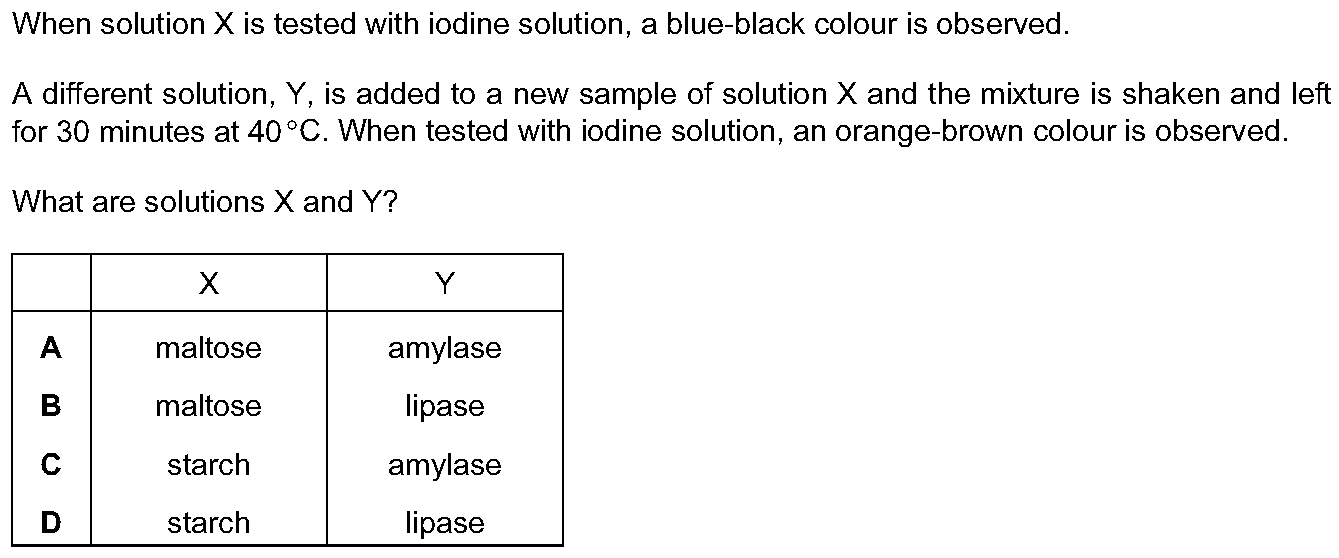 When solution X is tested with iodine solution, a blue-black colour is observed.
A different solution, Y, is added to a new sample of solution X and the mixture is shaken and left
for 30 minutes at 40 °C. When tested with iodine solution, an orange-brown colour is observed.
What are solutions X and Y?
X Y
A maltose amylase
B maltose lipase
C starch amylase
D starch lipase